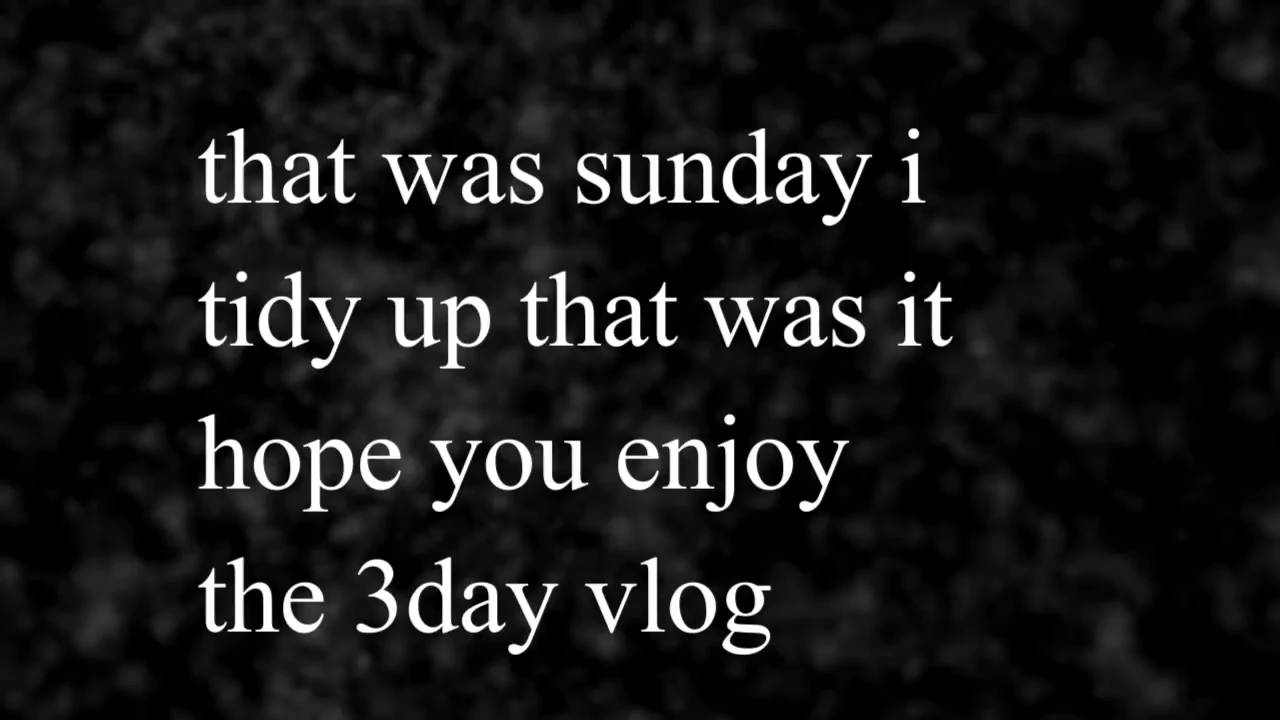 that was sunday i
tidy up that was it
hope you enjoy
the 3day vlog